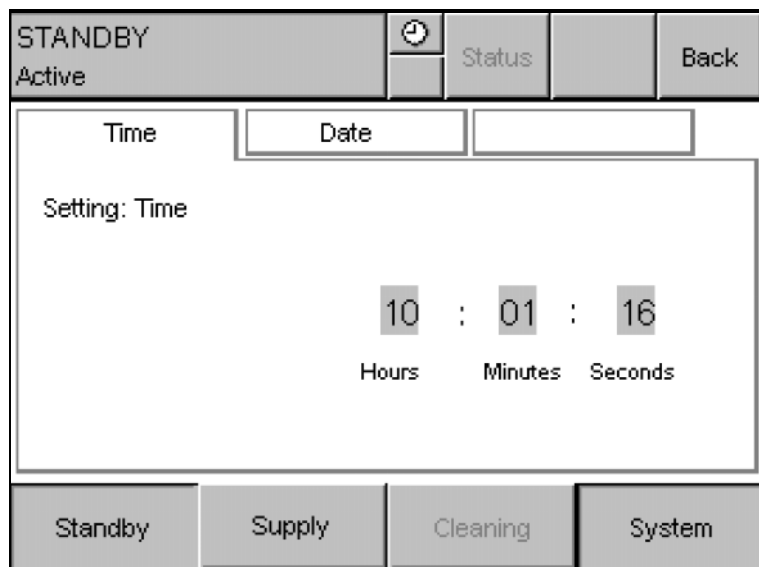 STANDBY
Active
Status
Back
Time
Date
Setting: Time
10 : 01 : 16
Hours Minutes Seconds
Standby Supply Cleaning System